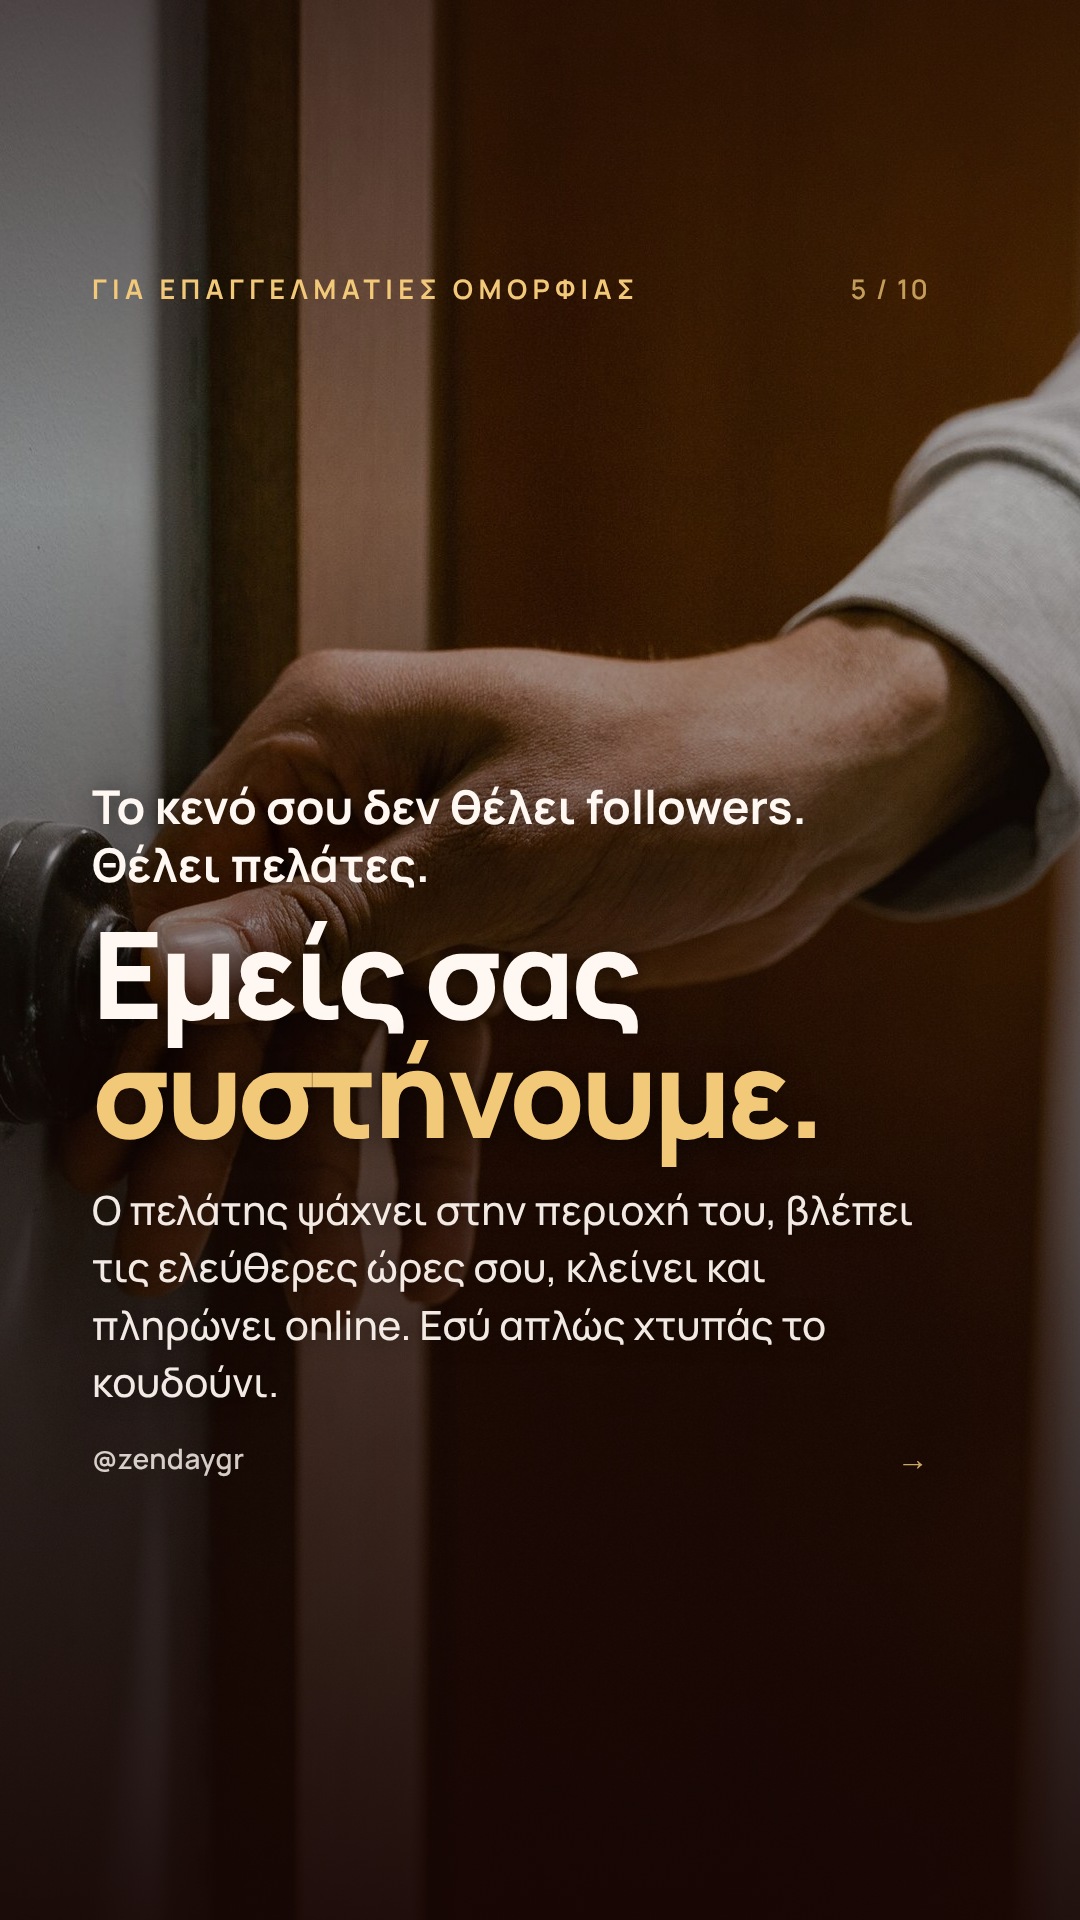 ΓΙΑ ΕΠΑΓΓΕΛΜΑΤΙΕΣ ΟΜΟΡΦΙΑΣ
5 / 10
Το κενό σου δεν θέλει followers.
Θέλει πελάτες.
Εμείς σας
συστήνουμε.
Ο πελάτης ψάχνει στην περιοχή του, βλέπει
τις ελεύθερες ώρες σου, κλείνει και
πληρώνει online. Εσύ απλώς χτυπάς το
κουδούνι.
@zendaygr
→